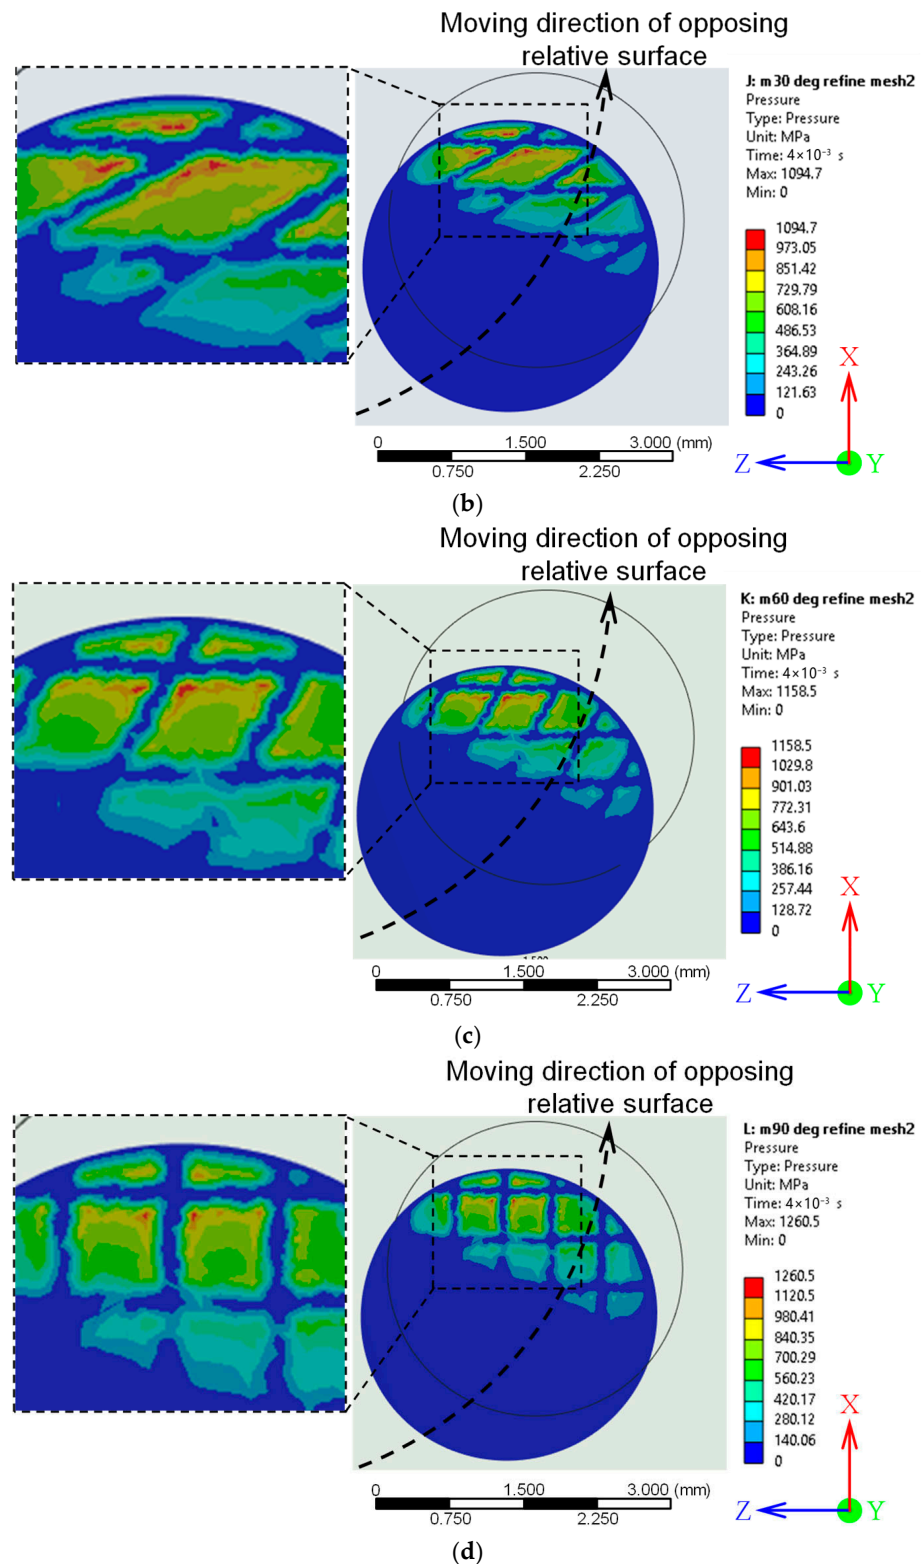 Moving direction of opposing
relative surface
J: m30 deg refine mesh2
Pressure
Type: Pressure
Unit: MPa
Time: 4×10⁻³ s
Max: 1094.7
Min: 0
1094.7
973.05
851.42
729.79
608.16
486.53
364.89
243.26
121.63
0
X
Z
Y
0 1.500 3.000 (mm)
0.750 2.250
(b)
Moving direction of opposing
relative surface
K: m60 deg refine mesh2
Pressure
Type: Pressure
Unit: MPa
Time: 4×10⁻³ s
Max: 1158.5
Min: 0
1158.5
1029.8
901.03
772.31
643.6
514.88
386.16
257.44
128.72
0
X
Z
Y
0 1.500 3.000 (mm)
0.750 2.250
(c)
Moving direction of opposing
relative surface
L: m90 deg refine mesh2
Pressure
Type: Pressure
Unit: MPa
Time: 4×10⁻³ s
Max: 1260.5
Min: 0
1260.5
1120.5
980.41
840.35
700.29
560.23
420.17
280.12
140.06
0
X
Z
Y
0 1.500 3.000 (mm)
0.750 2.250
(d)